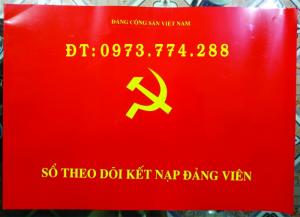 ĐẢNG CỘNG SẢN VIỆT NAM
ĐT: 0973.774.288
SỔ THEO DÕI KẾT NẠP ĐẢNG VIÊN